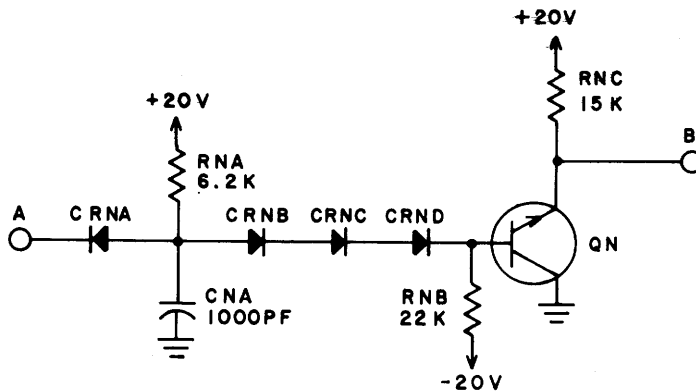 +20V
RNC
15K
B
+20V
RNA
6.2K
A
CRNA
CRNB
CRNC
CRND
QN
CNA
1000PF
RNB
22K
-20V